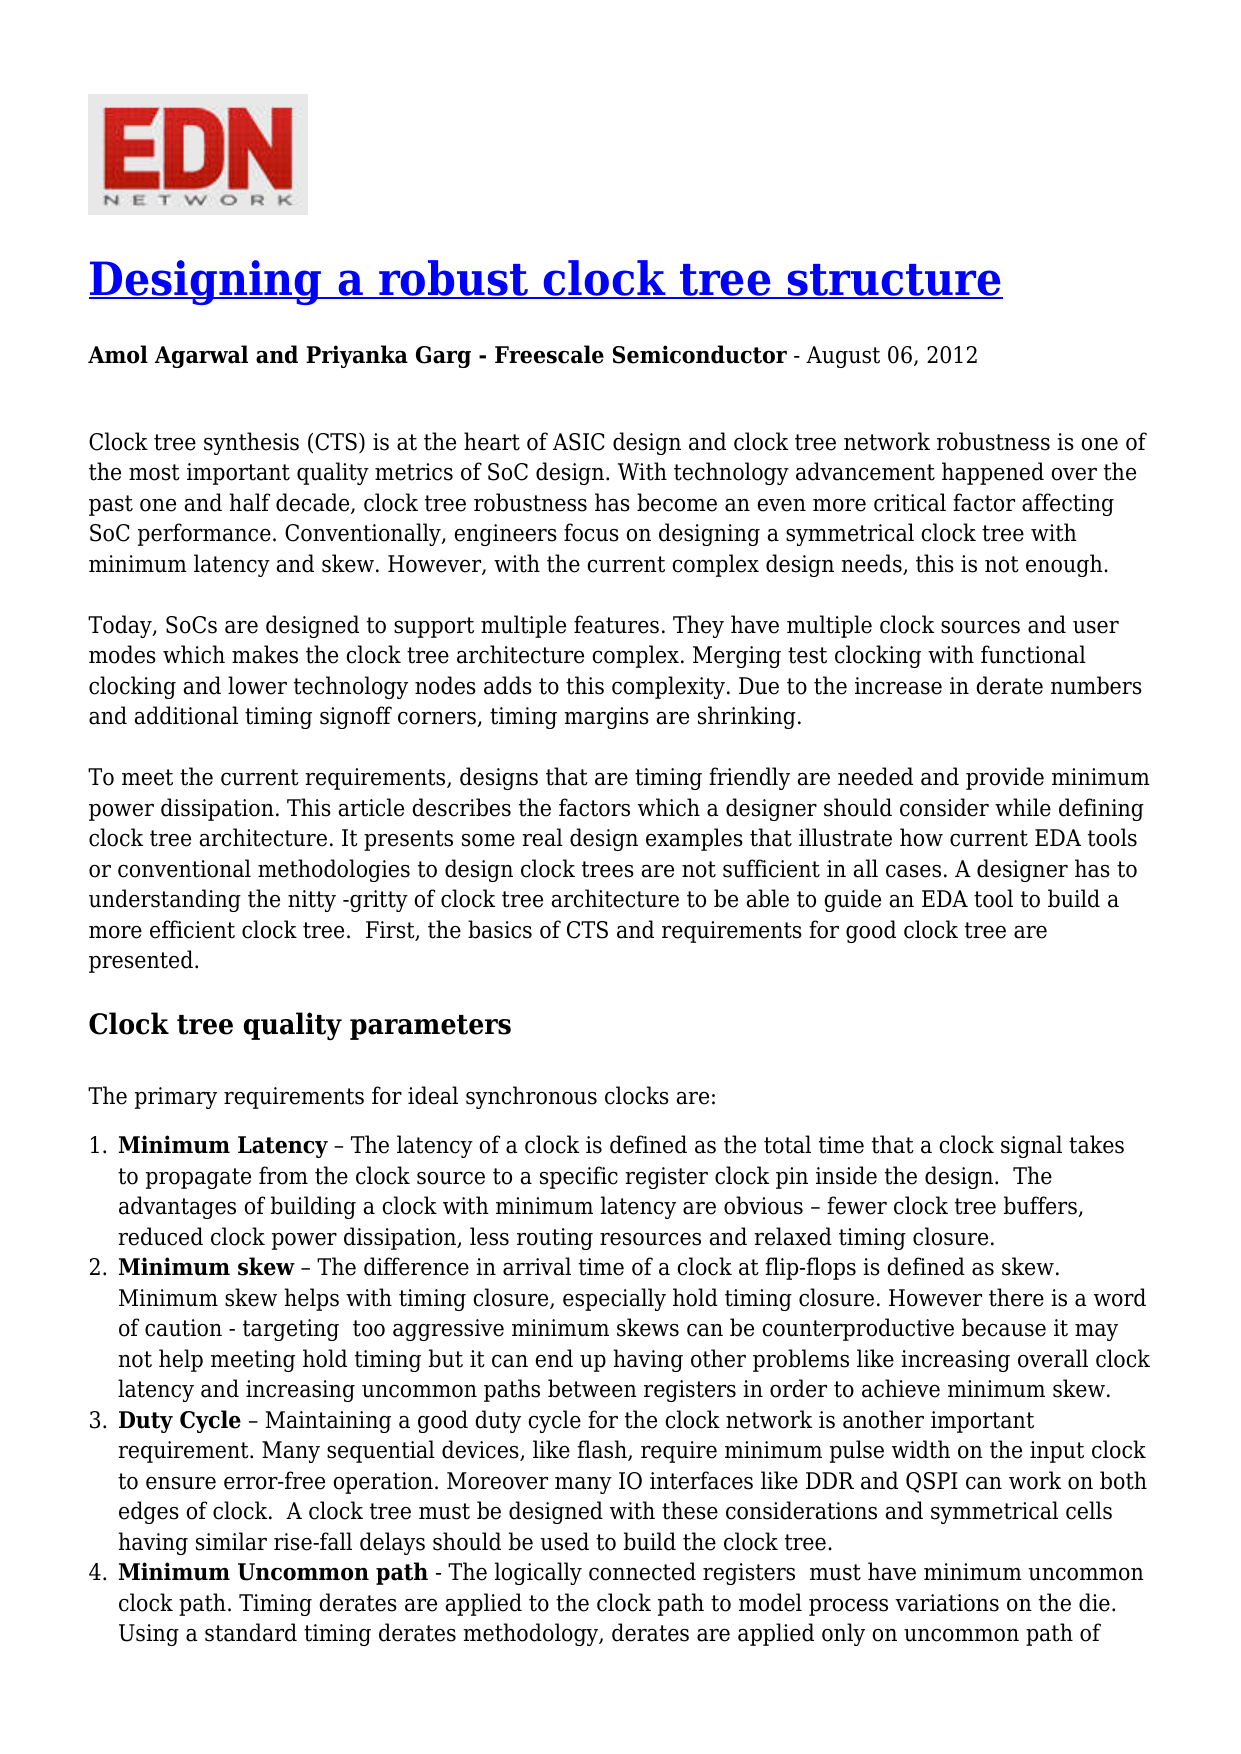 EDN
NETWORK
Designing a robust clock tree structure
Amol Agarwal and Priyanka Garg - Freescale Semiconductor - August 06, 2012
Clock tree synthesis (CTS) is at the heart of ASIC design and clock tree network robustness is one of
the most important quality metrics of SoC design. With technology advancement happened over the
past one and half decade, clock tree robustness has become an even more critical factor affecting
SoC performance. Conventionally, engineers focus on designing a symmetrical clock tree with
minimum latency and skew. However, with the current complex design needs, this is not enough.
Today, SoCs are designed to support multiple features. They have multiple clock sources and user
modes which makes the clock tree architecture complex. Merging test clocking with functional
clocking and lower technology nodes adds to this complexity. Due to the increase in derate numbers
and additional timing signoff corners, timing margins are shrinking.
To meet the current requirements, designs that are timing friendly are needed and provide minimum
power dissipation. This article describes the factors which a designer should consider while defining
clock tree architecture. It presents some real design examples that illustrate how current EDA tools
or conventional methodologies to design clock trees are not sufficient in all cases. A designer has to
understanding the nitty -gritty of clock tree architecture to be able to guide an EDA tool to build a
more efficient clock tree.  First, the basics of CTS and requirements for good clock tree are
presented.
Clock tree quality parameters
The primary requirements for ideal synchronous clocks are:
1. Minimum Latency – The latency of a clock is defined as the total time that a clock signal takes
to propagate from the clock source to a specific register clock pin inside the design.  The
advantages of building a clock with minimum latency are obvious – fewer clock tree buffers,
reduced clock power dissipation, less routing resources and relaxed timing closure.
2. Minimum skew – The difference in arrival time of a clock at flip-flops is defined as skew.
Minimum skew helps with timing closure, especially hold timing closure. However there is a word
of caution - targeting  too aggressive minimum skews can be counterproductive because it may
not help meeting hold timing but it can end up having other problems like increasing overall clock
latency and increasing uncommon paths between registers in order to achieve minimum skew.
3. Duty Cycle – Maintaining a good duty cycle for the clock network is another important
requirement. Many sequential devices, like flash, require minimum pulse width on the input clock
to ensure error-free operation. Moreover many IO interfaces like DDR and QSPI can work on both
edges of clock.  A clock tree must be designed with these considerations and symmetrical cells
having similar rise-fall delays should be used to build the clock tree.
4. Minimum Uncommon path - The logically connected registers  must have minimum uncommon
clock path. Timing derates are applied to the clock path to model process variations on the die.
Using a standard timing derates methodology, derates are applied only on uncommon path of